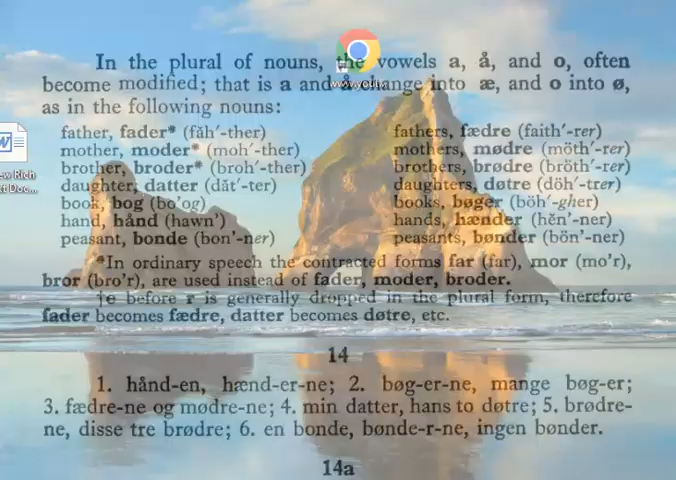 In the plural of nouns, the vowels a, å, and o, often
become modified; that is a and å change into æ, and o into ø,
as in the following nouns:
father, fader* (făh′-ther) fathers, fædre (faith′-rer)
mother, moder* (moh′-ther) mothers, mødre (möth′-rer)
brother, broder* (broh′-ther) brothers, brødre (bröth′-rer)
daughter, datter (dăt′-ter) daughters, døtre (döh′-trer)
book, bog (bo′og) books, bøger (böh′-gher)
hand, hånd (hawn′) hands, hænder (hĕn′-ner)
peasant, bonde (bon′-ner) peasants, bønder (bön′-ner)
*In ordinary speech the contracted forms far (far), mor (mo′r),
bror (bro′r), are used instead of fader, moder, broder.
†e before r is generally dropped in the plural form, therefore
fader becomes fædre, datter becomes døtre, etc.
14
1. hånd-en, hænd-er-ne; 2. bøg-er-ne, mange bøg-er;
3. fædre-ne og mødre-ne; 4. min datter, hans to døtre; 5. brødre-
ne, disse tre brødre; 6. en bonde, bønde-r-ne, ingen bønder.
14a
ew Rich
ct Doc...